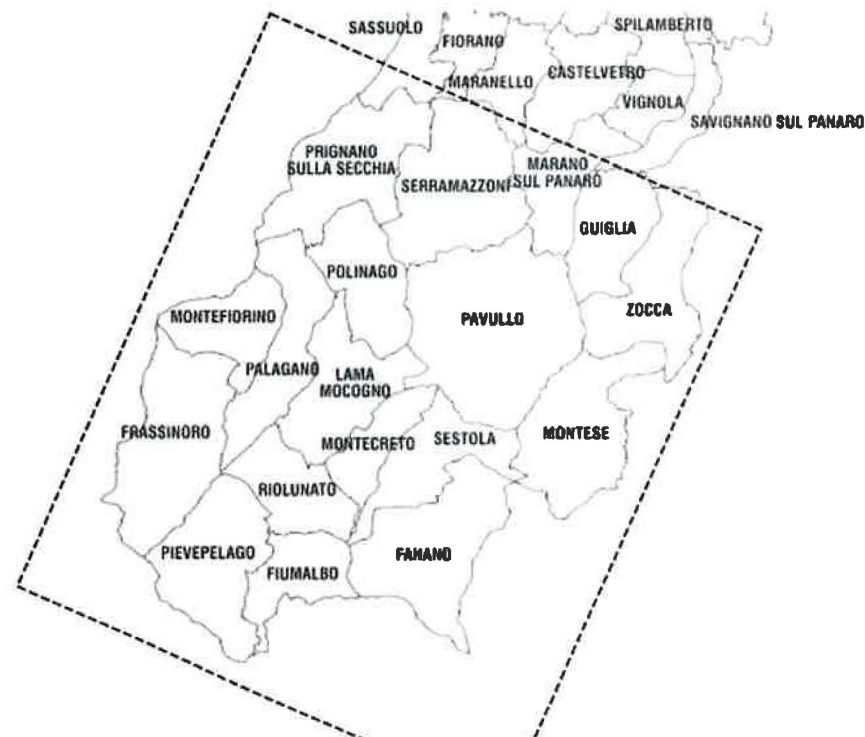 SASSUOLO
FIORANO
SPILAMBERTO
MARANELLO
CASTELVETRO
VIGNOLA
SAVIGNANO SUL PANARO
PRIGNANO
SULLA SECCHIA
SERRAMAZZONI
MARANO
SUL PANARO
GUIGLIA
POLINAGO
MONTEFIORINO
PAVULLO
ZOCCA
PALAGANO
LAMA
MOCOGNO
FRASSINORO
MONTECRETO
SESTOLA
MONTESE
RIOLUNATO
PIEVEPELAGO
FIUMALBO
FANANO